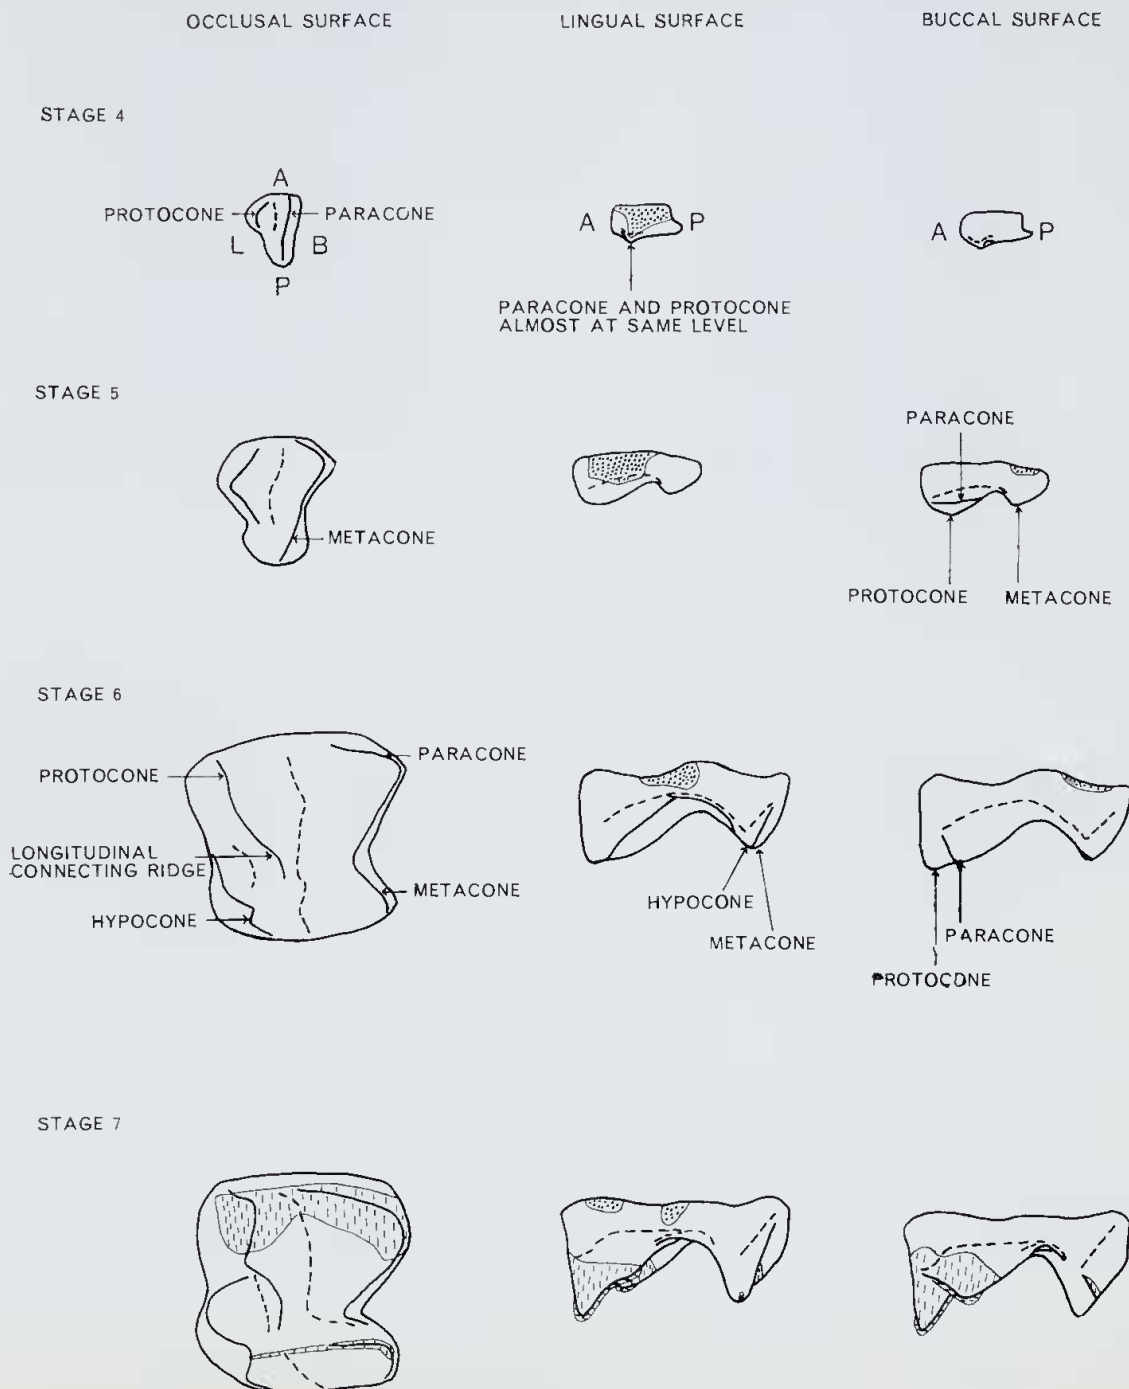 OCCLUSAL SURFACE
LINGUAL SURFACE
BUCCAL SURFACE
STAGE 4
A
PROTOCONE
PARACONE
L
B
P
A
P
PARACONE AND PROTOCONE
ALMOST AT SAME LEVEL
A
P
STAGE 5
METACONE
PARACONE
PROTOCONE
METACONE
STAGE 6
PROTOCONE
PARACONE
LONGITUDINAL
CONNECTING RIDGE
METACONE
HYPOCONE
HYPOCONE
METACONE
PARACONE
PROTOCONE
STAGE 7